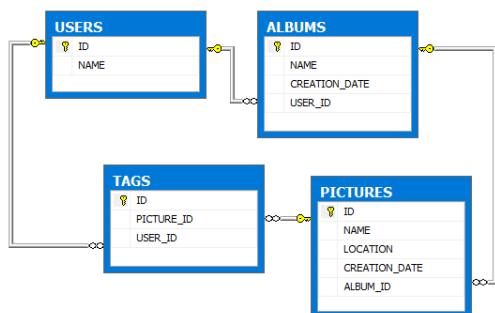 USERS
ID
NAME
ALBUMS
ID
NAME
CREATION_DATE
USER_ID
TAGS
ID
PICTURE_ID
USER_ID
PICTURES
ID
NAME
LOCATION
CREATION_DATE
ALBUM_ID